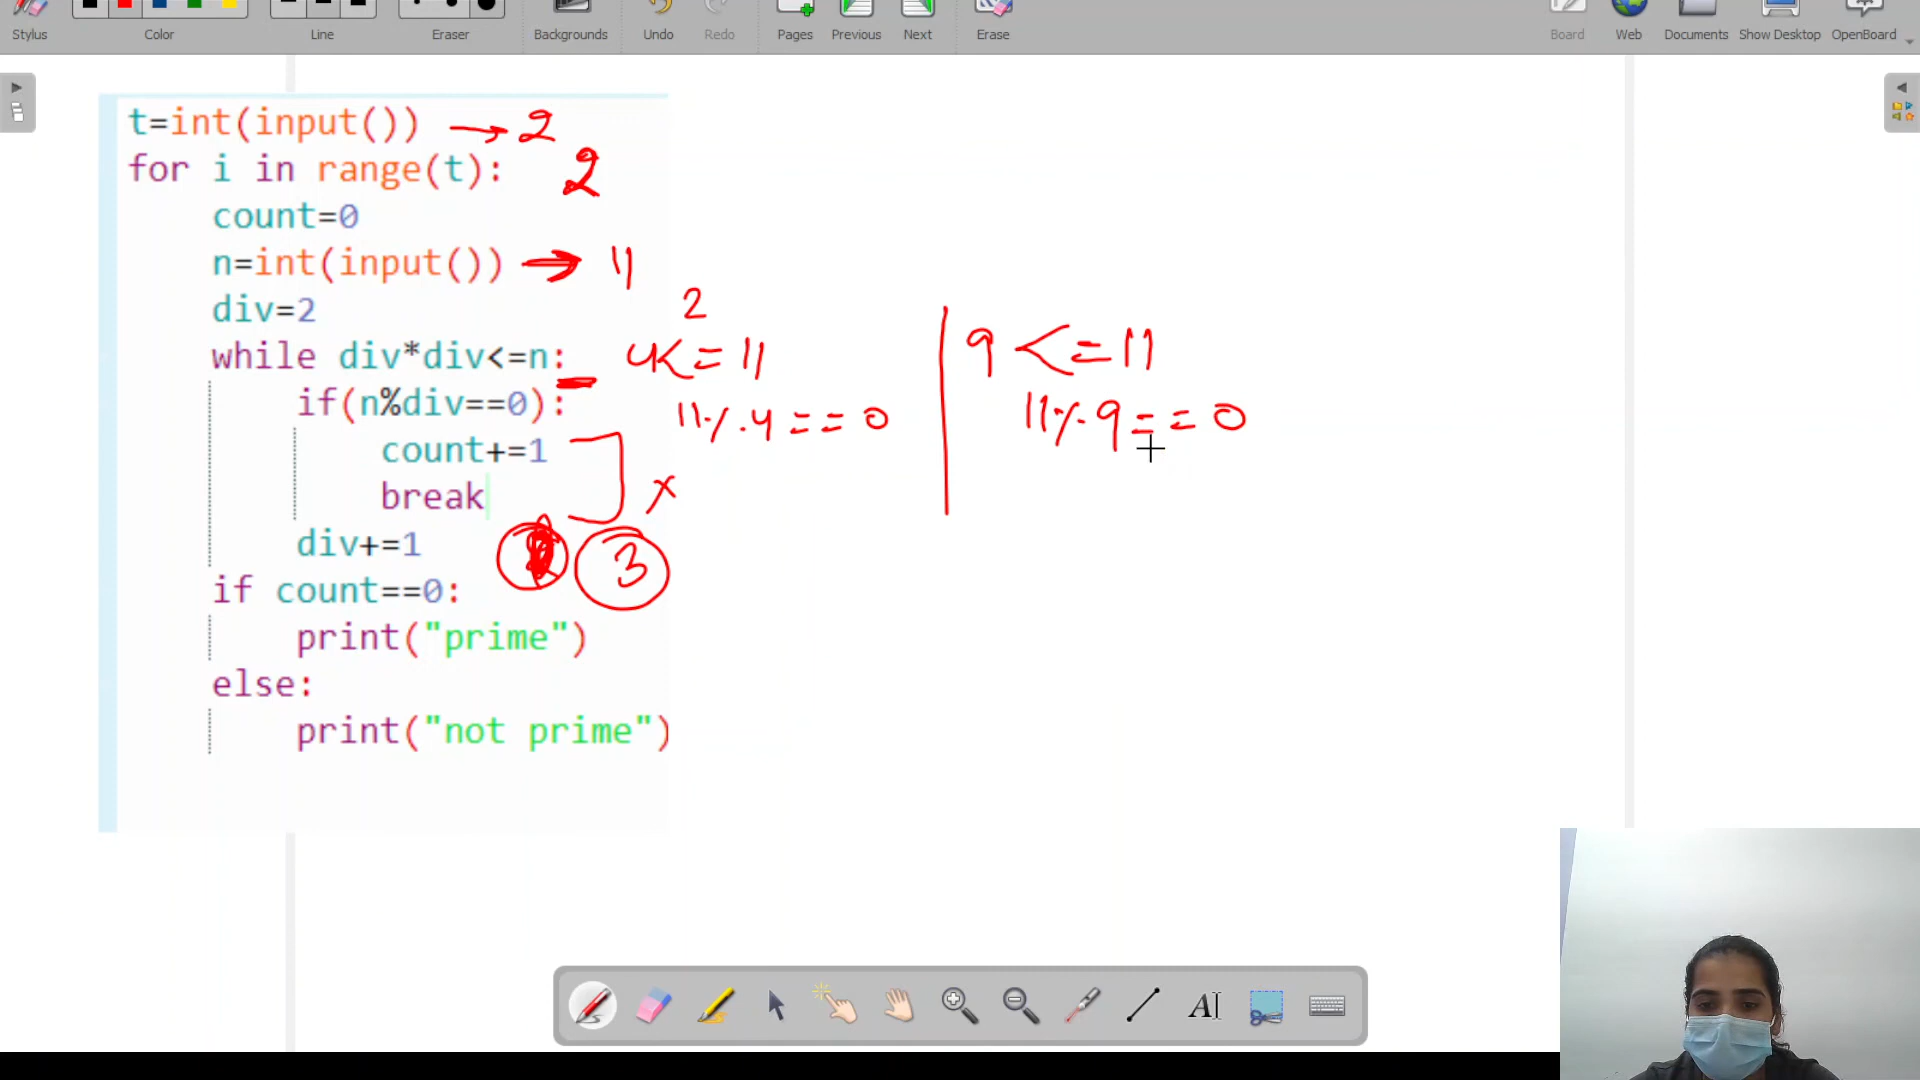 Stylus Color Line Eraser Backgrounds Undo Redo Pages Previous Next Erase Board Web Documents Show Desktop OpenBoard
t=int(input()) → 2
for i in range(t): 2
count=0
n=int(input()) → 11
div=2
2
while div*div<=n: 4<=11
9<=11
if(n%div==0): 11%4==0
11%9==0
count+=1
break x
div+=1 3
if count==0:
print("prime")
else:
print("not prime")
AI